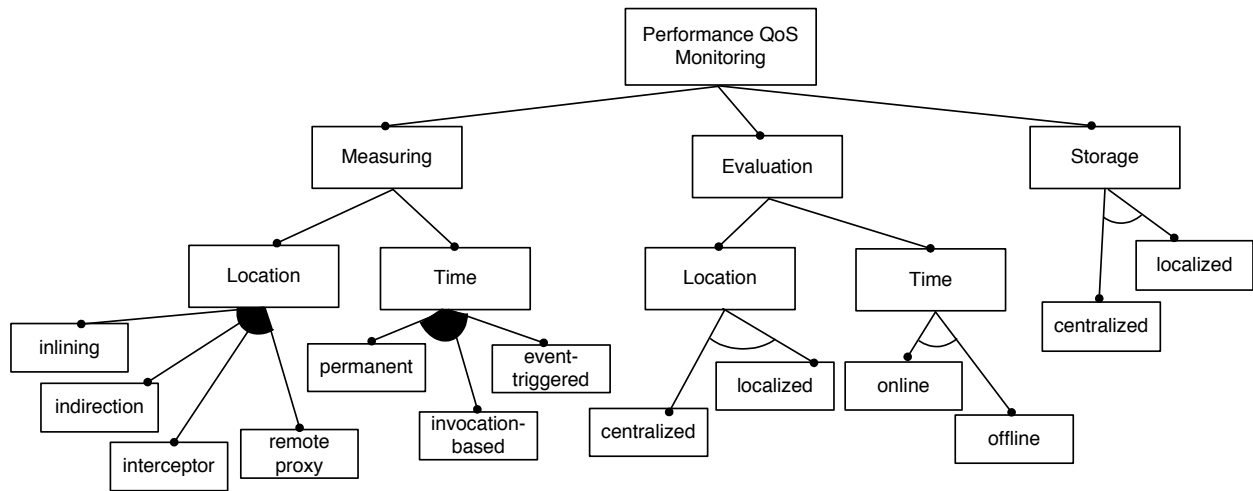 Performance QoS
Monitoring
Measuring
Evaluation
Storage
Location
Time
Location
Time
localized
centralized
inlining
indirection
interceptor
remote
proxy
permanent
invocation-
based
event-
triggered
centralized
localized
online
offline